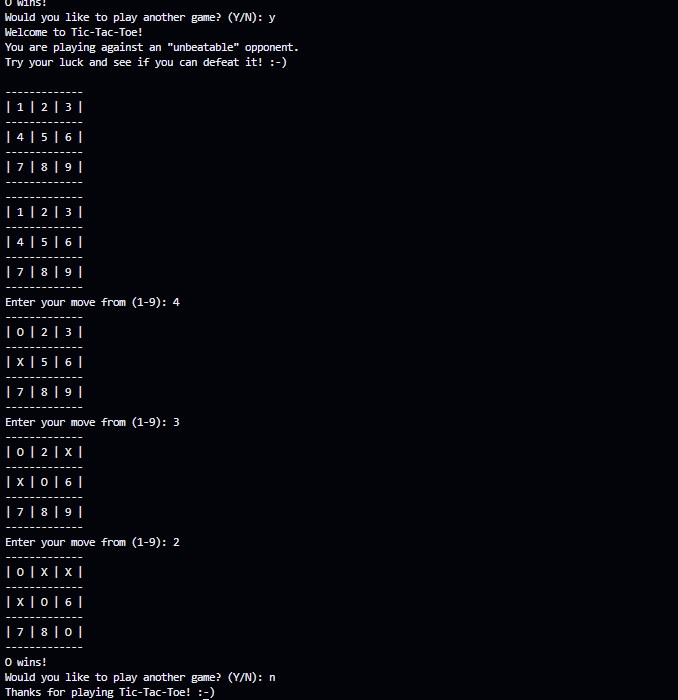 O wins!
Would you like to play another game? (Y/N): y
Welcome to Tic-Tac-Toe!
You are playing against an "unbeatable" opponent.
Try your luck and see if you can defeat it! :-)

-------------
| 1 | 2 | 3 |
-------------
| 4 | 5 | 6 |
-------------
| 7 | 8 | 9 |
-------------
-------------
| 1 | 2 | 3 |
-------------
| 4 | 5 | 6 |
-------------
| 7 | 8 | 9 |
-------------
Enter your move from (1-9): 4
-------------
| O | 2 | 3 |
-------------
| X | 5 | 6 |
-------------
| 7 | 8 | 9 |
-------------
Enter your move from (1-9): 3
-------------
| O | 2 | X |
-------------
| X | O | 6 |
-------------
| 7 | 8 | 9 |
-------------
Enter your move from (1-9): 2
-------------
| O | X | X |
-------------
| X | O | 6 |
-------------
| 7 | 8 | O |
-------------
O wins!
Would you like to play another game? (Y/N): n
Thanks for playing Tic-Tac-Toe! :-)